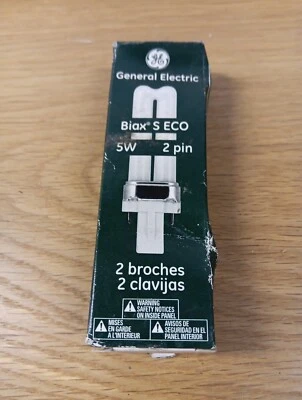 GE
General Electric
Biax® S ECO
5W 2 pin
2 broches
2 clavijas
WARNING
SAFETY NOTICES
ON INSIDE PANEL
MISES
EN GARDE
A L'INTÉRIEUR
AVISOS DE
SEGURIDAD EN EL
PANEL INTERIOR